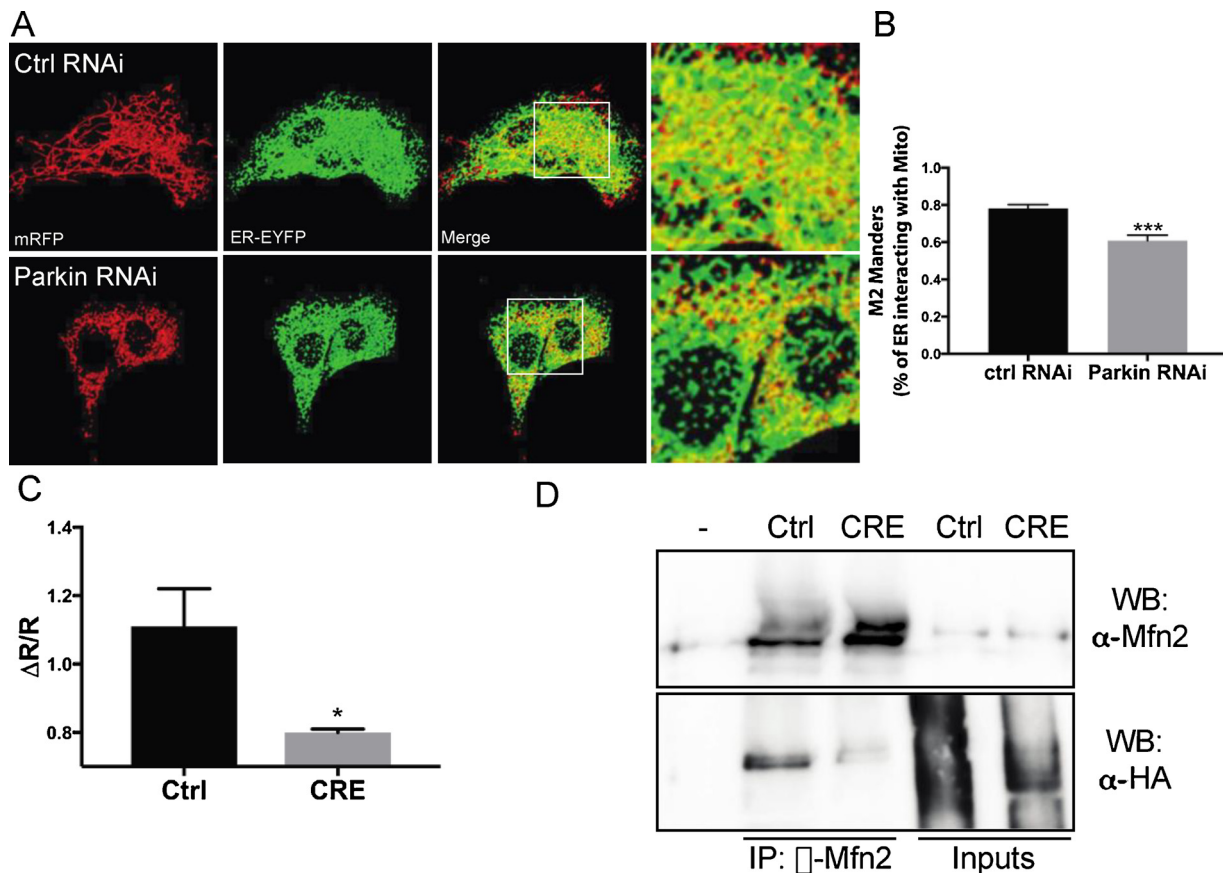 A
Ctrl RNAi
mRFP
ER-EYFP
Merge
Parkin RNAi
B
M2 Manders
(% of ER interacting with Mito)
1.0
0.8
0.6
0.4
0.2
0.0
ctrl RNAi
Parkin RNAi
***
C
ΔR/R
1.4
1.2
1.0
0.8
*
Ctrl
CRE
D
- Ctrl CRE Ctrl CRE
WB:
α-Mfn2
WB:
α-HA
IP: □-Mfn2
Inputs